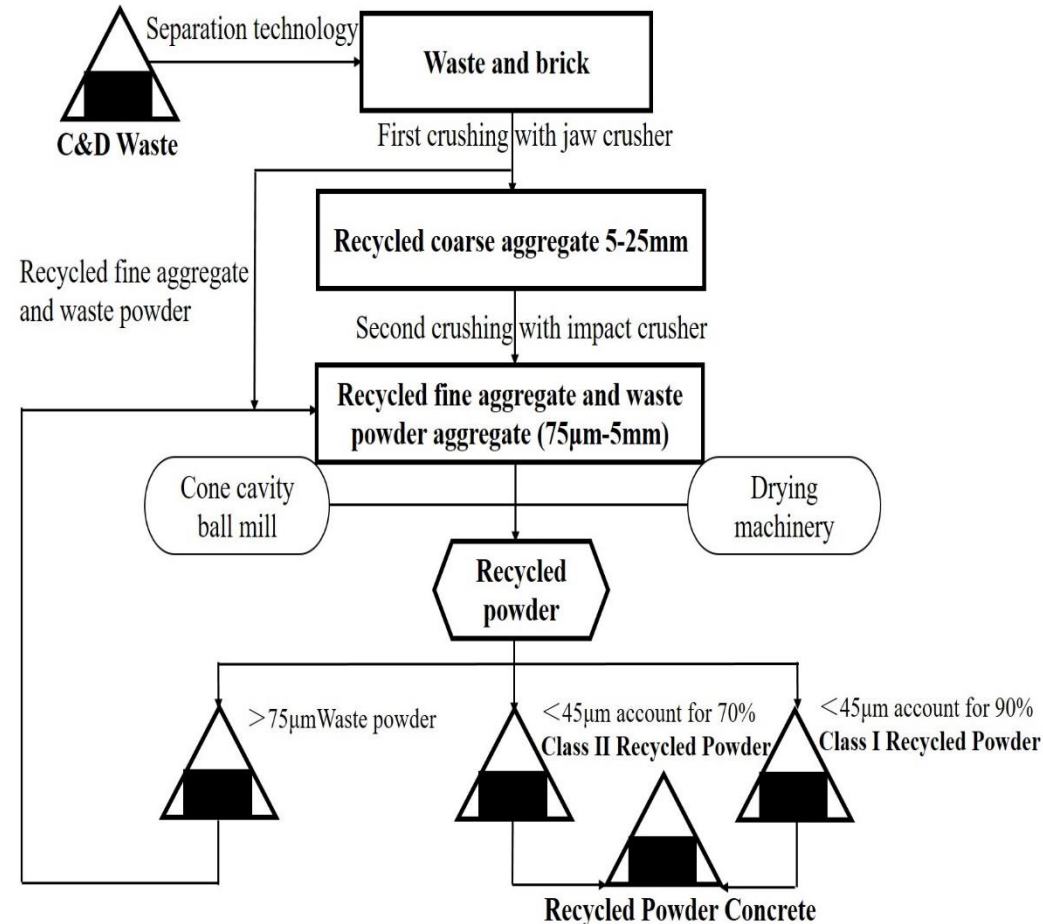 Separation technology
Waste and brick
C&D Waste
First crushing with jaw crusher
Recycled coarse aggregate 5-25mm
Recycled fine aggregate
and waste powder
Second crushing with impact crusher
Recycled fine aggregate and waste
powder aggregate (75μm-5mm)
Cone cavity
ball mill
Drying
machinery
Recycled
powder
＞75μmWaste powder
＜45μm account for 70%
Class II Recycled Powder
＜45μm account for 90%
Class I Recycled Powder
Recycled Powder Concrete